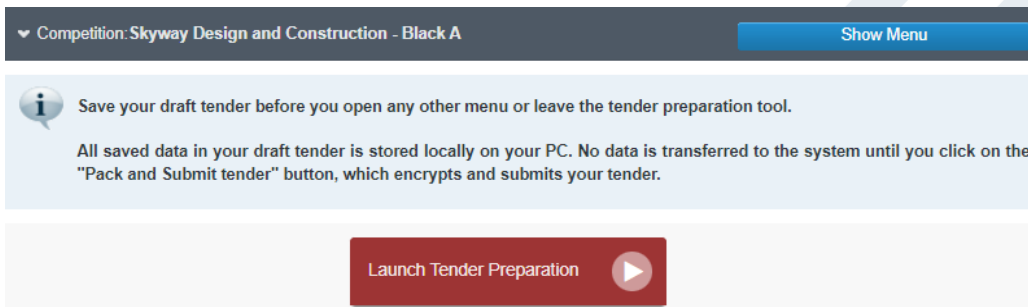 Competition: Skyway Design and Construction - Black A
Show Menu
Save your draft tender before you open any other menu or leave the tender preparation tool.
All saved data in your draft tender is stored locally on your PC. No data is transferred to the system until you click on the
"Pack and Submit tender" button, which encrypts and submits your tender.
Launch Tender Preparation